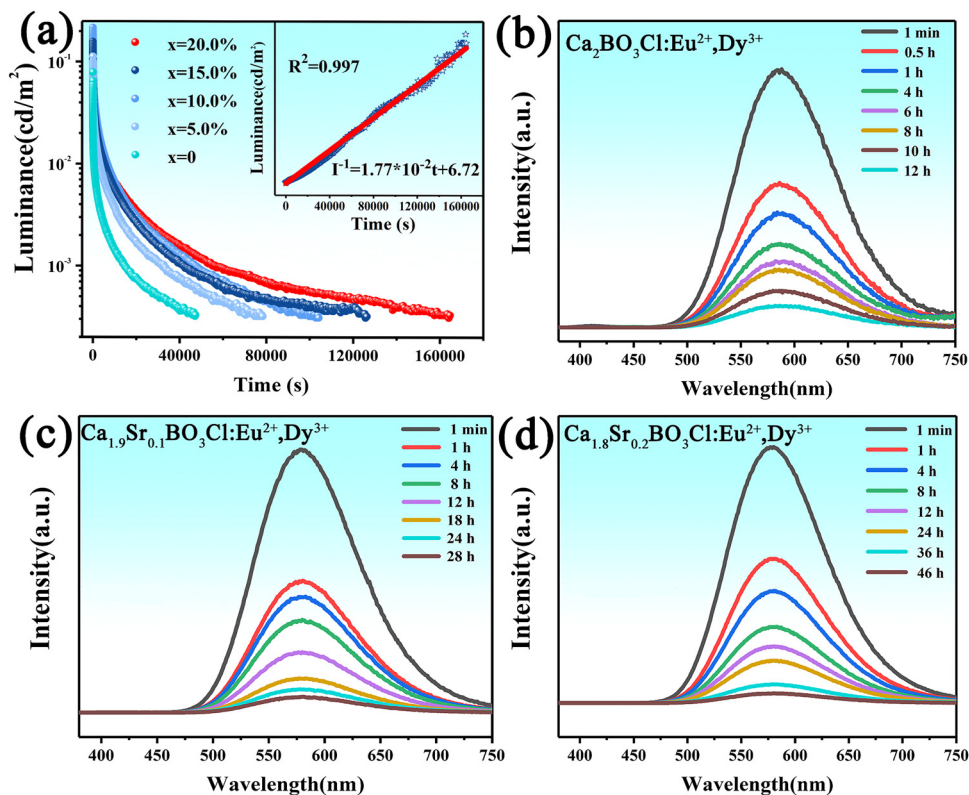 (a)
Luminance(cd/m²)
10⁻¹
10⁻²
10⁻³
x=20.0%
x=15.0%
x=10.0%
x=5.0%
x=0
0 40000 80000 120000 160000
Time (s)
Luminance(cd/m²)
R²=0.997
I⁻¹=1.77*10⁻²t+6.72
0 40000 80000 120000 160000
Time (s)
(b)
Ca₂BO₃Cl:Eu²⁺,Dy³⁺
1 min
0.5 h
1 h
4 h
6 h
8 h
10 h
12 h
Intensity(a.u.)
400 450 500 550 600 650 700 750
Wavelength(nm)
(c)
Ca₁.₉Sr₀.₁BO₃Cl:Eu²⁺,Dy³⁺
1 min
1 h
4 h
8 h
12 h
18 h
24 h
28 h
Intensity(a.u.)
400 450 500 550 600 650 700 750
Wavelength(nm)
(d)
Ca₁.₈Sr₀.₂BO₃Cl:Eu²⁺,Dy³⁺
1 min
1 h
4 h
8 h
12 h
24 h
36 h
46 h
Intensity(a.u.)
400 450 500 550 600 650 700 750
Wavelength(nm)